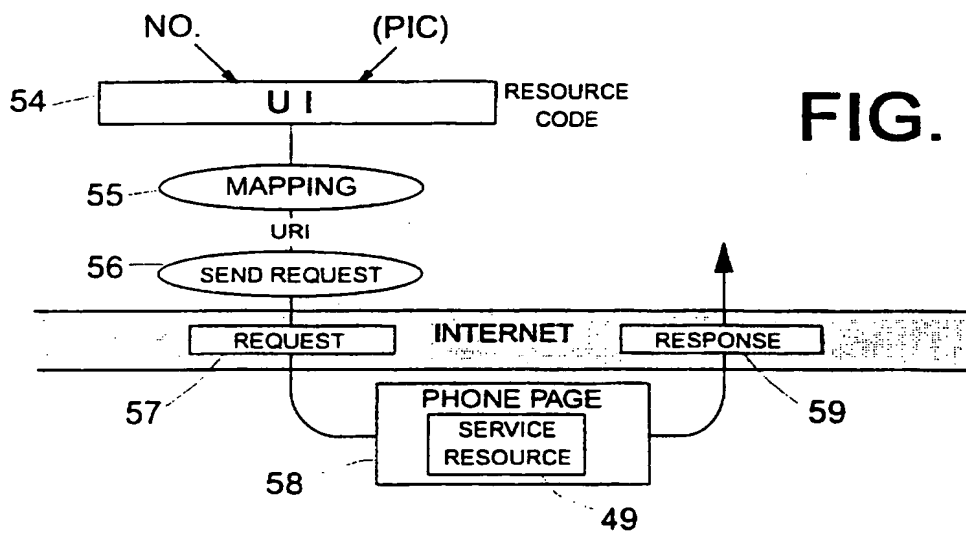 NO.
(PIC)
54
U I
RESOURCE
CODE
FIG.
55
MAPPING
URI
56
SEND REQUEST
REQUEST
INTERNET
RESPONSE
57
59
PHONE PAGE
SERVICE
RESOURCE
58
49